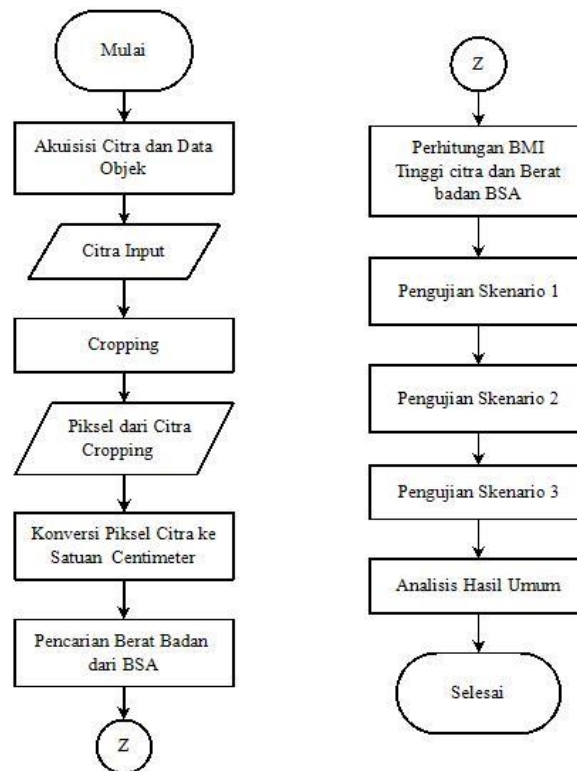 Mulai
Akuisisi Citra dan Data
Objek
Citra Input
Cropping
Piksel dari Citra
Cropping
Konversi Piksel Citra ke
Satuan Centimeter
Pencarian Berat Badan
dari BSA
Z
Z
Perhitungan BMI
Tinggi citra dan Berat
badan BSA
Pengujian Skenario 1
Pengujian Skenario 2
Pengujian Skenario 3
Analisis Hasil Umum
Selesai